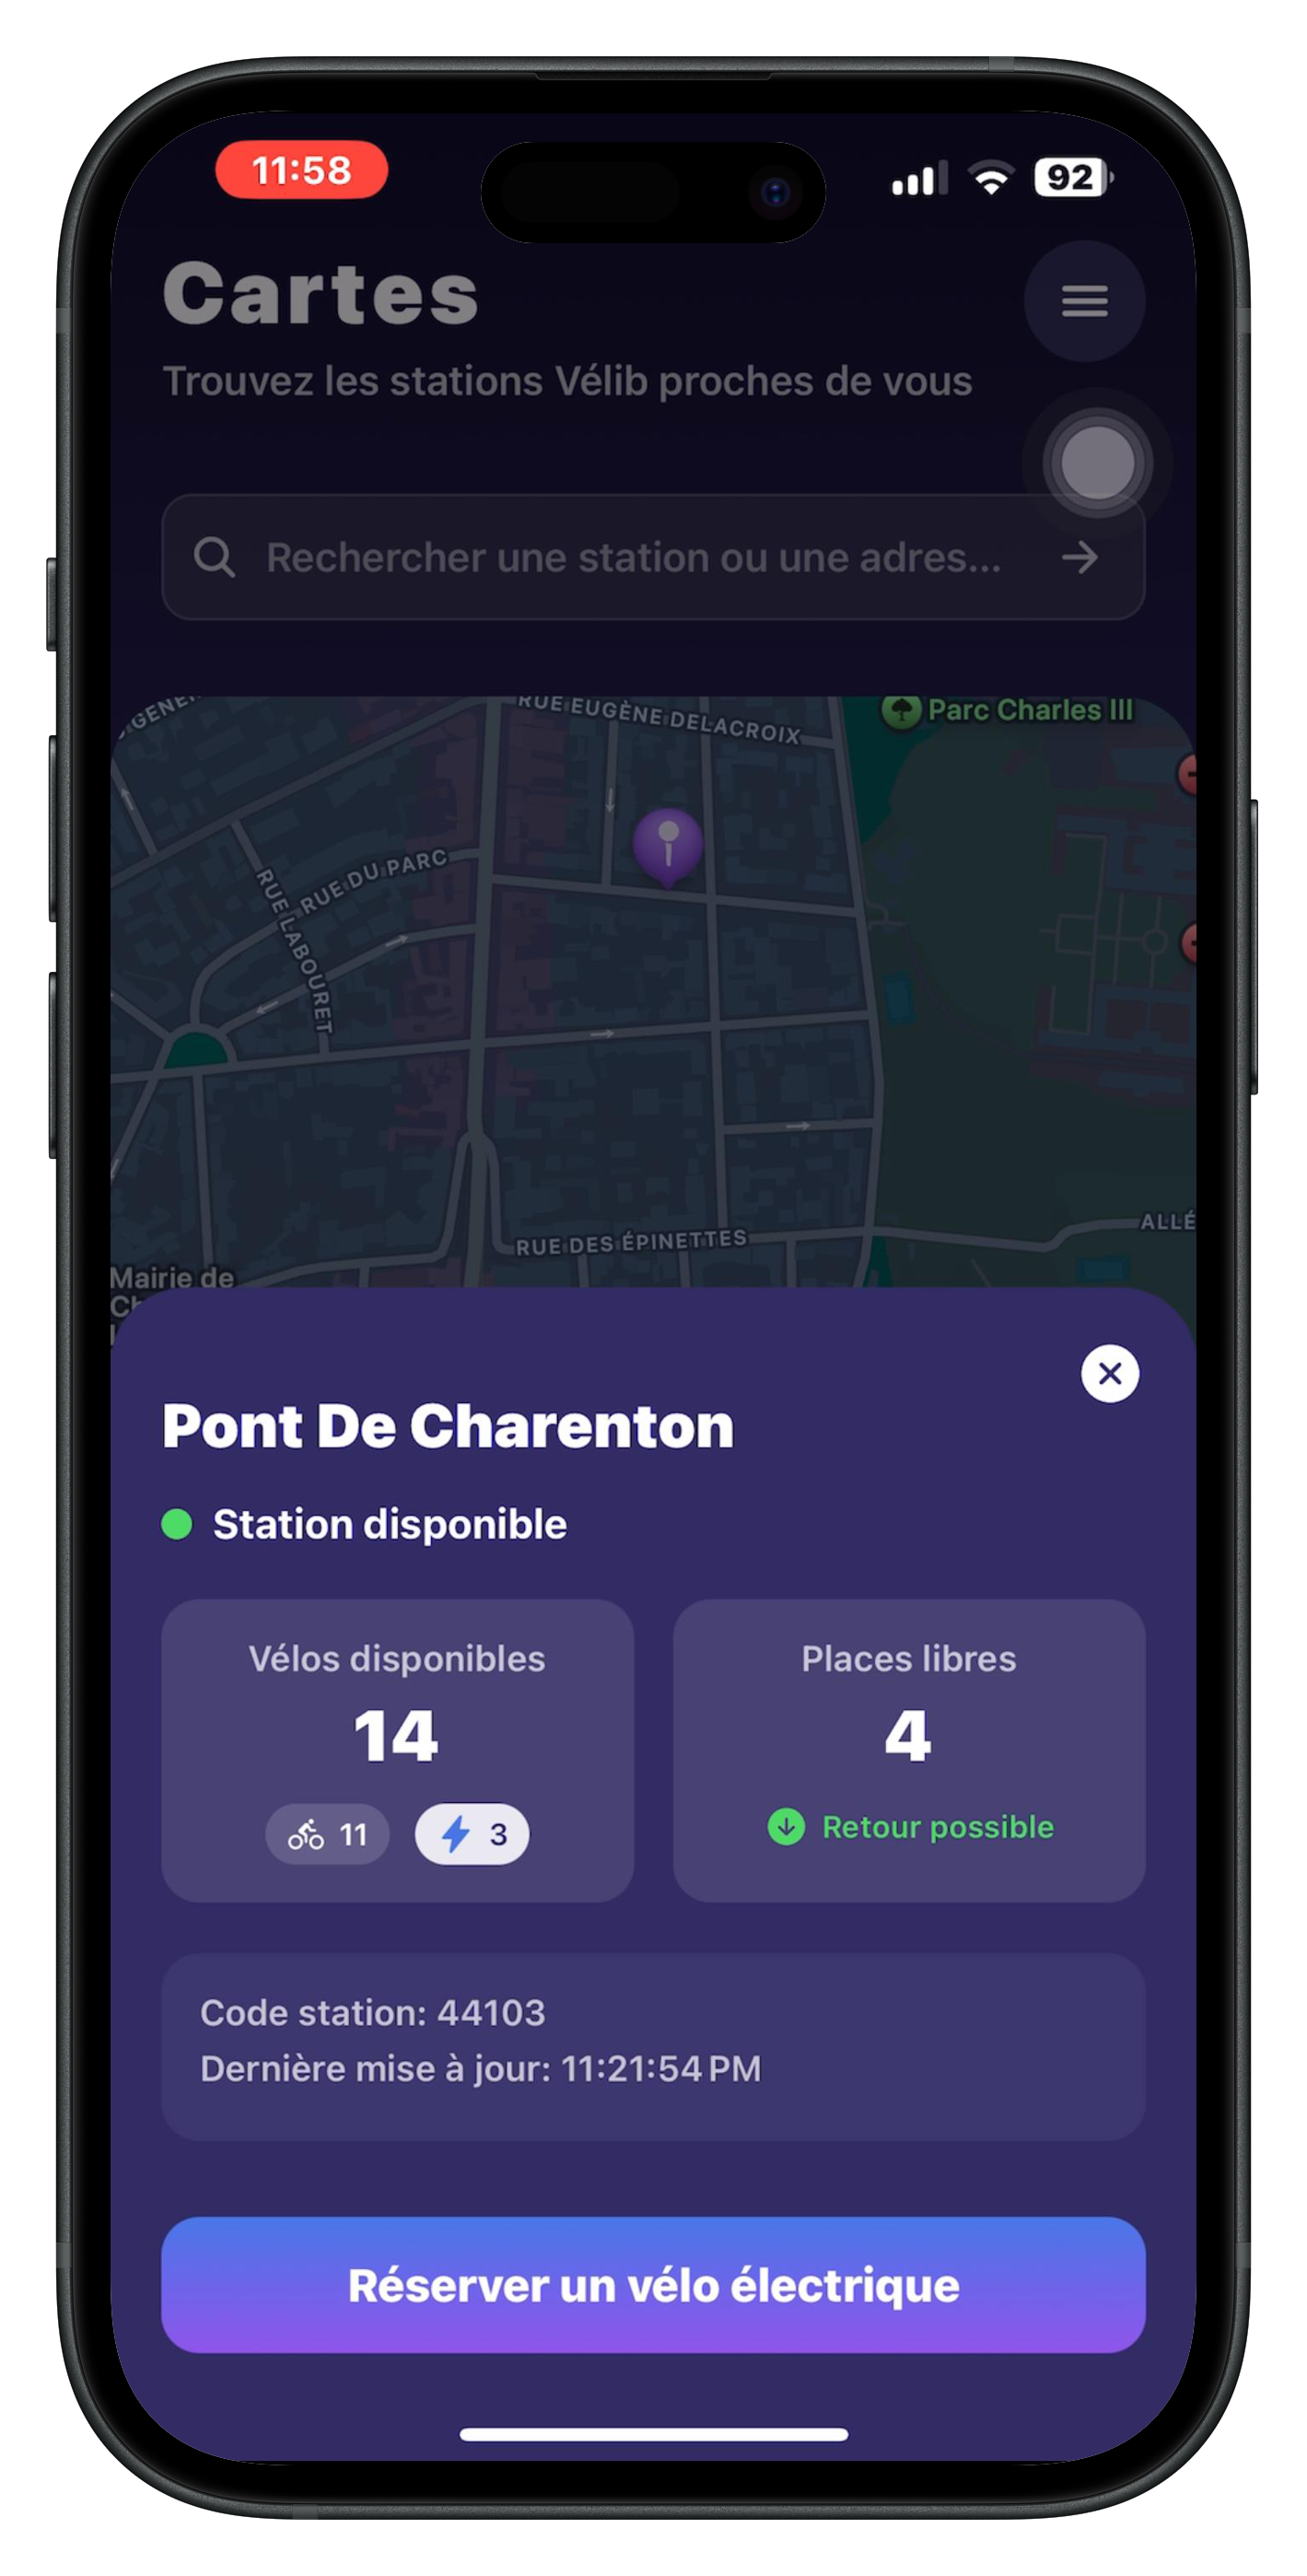 11:58
92
Cartes
Trouvez les stations Vélib proches de vous
Rechercher une station ou une adres...
RUE EUGÈNE DELACROIX
Parc Charles III
RUE DU PARC
RUE LABOURET
RUE DES ÉPINETTES
ALLÉ
Mairie de
Pont De Charenton
Station disponible
Vélos disponibles
14
11
3
Places libres
4
Retour possible
Code station: 44103
Dernière mise à jour: 11:21:54 PM
Réserver un vélo électrique